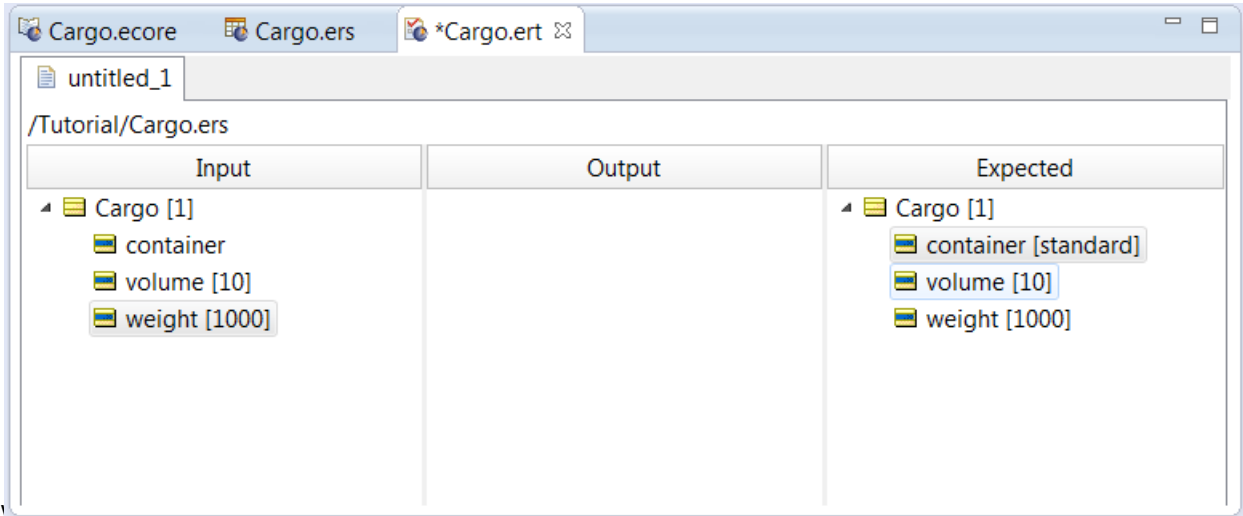 Cargo.ecore Cargo.ers *Cargo.ert
untitled_1
/Tutorial/Cargo.ers
Input Output Expected
Cargo [1] Cargo [1]
container container [standard]
volume [10] volume [10]
weight [1000] weight [1000]